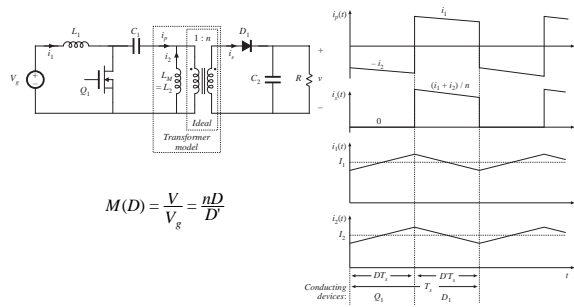 L1
C1
ip
1 : n
is
D1
i1
i2
+
Vg
+
–
Q1
LM
= L2
C2
R
v
–
Ideal
Transformer
model
M(D) = V/Vg = nD/D'
ip(t)
i1
– i2
is(t)
(i1 + i2) / n
0
i1(t)
I1
i2(t)
I2
DTs
D'Ts
t
Ts
Conducting
devices:
Q1
D1